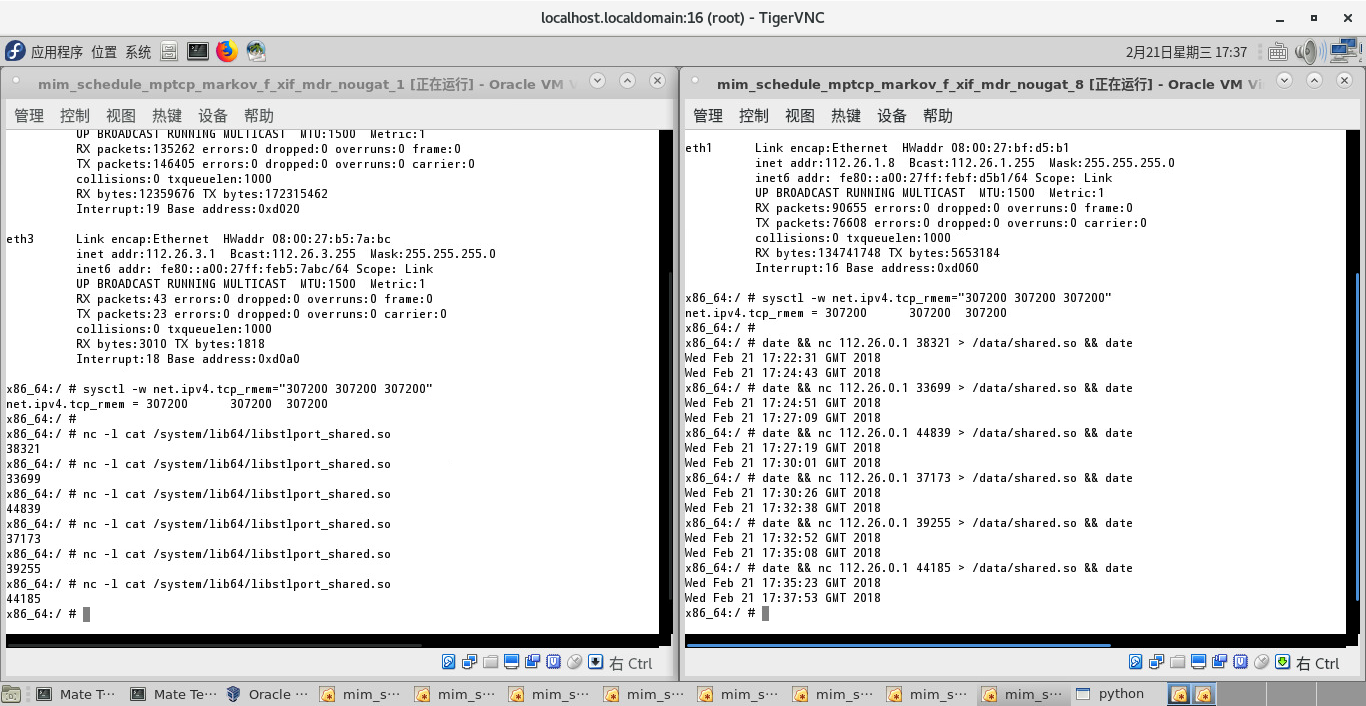 localhost.localdomain:16 (root) - TigerVNC
应用程序 位置 系统
2月21日星期三 17:37
mim_schedule_mptcp_markov_f_xif_mdr_nougat_1 [正在运行] - Oracle VM V
管理 控制 视图 热键 设备 帮助
UP BROADCAST RUNNING MULTICAST  MTU:1500  Metric:1
RX packets:135262 errors:0 dropped:0 overruns:0 frame:0
TX packets:146405 errors:0 dropped:0 overruns:0 carrier:0
collisions:0 txqueuelen:1000
RX bytes:12359676 TX bytes:172315462
Interrupt:19 Base address:0xd020
eth3      Link encap:Ethernet  HWaddr 08:00:27:b5:7a:bc
inet addr:112.26.3.1  Bcast:112.26.3.255  Mask:255.255.255.0
inet6 addr: fe80::a00:27ff:feb5:7abc/64 Scope: Link
UP BROADCAST RUNNING MULTICAST  MTU:1500  Metric:1
RX packets:43 errors:0 dropped:0 overruns:0 frame:0
TX packets:23 errors:0 dropped:0 overruns:0 carrier:0
collisions:0 txqueuelen:1000
RX bytes:3010 TX bytes:1818
Interrupt:18 Base address:0xd0a0
x86_64:/ # sysctl -w net.ipv4.tcp_rmem="307200 307200 307200"
net.ipv4.tcp_rmem = 307200      307200  307200
x86_64:/ #
x86_64:/ # nc -l cat /system/lib64/libstlport_shared.so
38321
x86_64:/ # nc -l cat /system/lib64/libstlport_shared.so
33699
x86_64:/ # nc -l cat /system/lib64/libstlport_shared.so
44839
x86_64:/ # nc -l cat /system/lib64/libstlport_shared.so
37173
x86_64:/ # nc -l cat /system/lib64/libstlport_shared.so
39255
x86_64:/ # nc -l cat /system/lib64/libstlport_shared.so
44185
x86_64:/ #
右 Ctrl
mim_schedule_mptcp_markov_f_xif_mdr_nougat_8 [正在运行] - Oracle VM Vi
管理 控制 视图 热键 设备 帮助
eth1      Link encap:Ethernet  HWaddr 08:00:27:bf:d5:b1
inet addr:112.26.1.8  Bcast:112.26.1.255  Mask:255.255.255.0
inet6 addr: fe80::a00:27ff:febf:d5b1/64 Scope: Link
UP BROADCAST RUNNING MULTICAST  MTU:1500  Metric:1
RX packets:90655 errors:0 dropped:0 overruns:0 frame:0
TX packets:76608 errors:0 dropped:0 overruns:0 carrier:0
collisions:0 txqueuelen:1000
RX bytes:134741748 TX bytes:5653184
Interrupt:16 Base address:0xd060
x86_64:/ # sysctl -w net.ipv4.tcp_rmem="307200 307200 307200"
net.ipv4.tcp_rmem = 307200      307200  307200
x86_64:/ #
x86_64:/ # date && nc 112.26.0.1 38321 > /data/shared.so && date
Wed Feb 21 17:22:31 GMT 2018
Wed Feb 21 17:24:43 GMT 2018
x86_64:/ # date && nc 112.26.0.1 33699 > /data/shared.so && date
Wed Feb 21 17:24:51 GMT 2018
Wed Feb 21 17:27:09 GMT 2018
x86_64:/ # date && nc 112.26.0.1 44839 > /data/shared.so && date
Wed Feb 21 17:27:19 GMT 2018
Wed Feb 21 17:30:01 GMT 2018
x86_64:/ # date && nc 112.26.0.1 37173 > /data/shared.so && date
Wed Feb 21 17:30:26 GMT 2018
Wed Feb 21 17:32:38 GMT 2018
x86_64:/ # date && nc 112.26.0.1 39255 > /data/shared.so && date
Wed Feb 21 17:32:52 GMT 2018
Wed Feb 21 17:35:08 GMT 2018
x86_64:/ # date && nc 112.26.0.1 44185 > /data/shared.so && date
Wed Feb 21 17:35:23 GMT 2018
Wed Feb 21 17:37:53 GMT 2018
x86_64:/ #
右 Ctrl
Mate T··· Mate Te··· Oracle ··· mim_s··· mim_s··· mim_s··· mim_s··· mim_s··· mim_s··· mim_s··· mim_s··· python